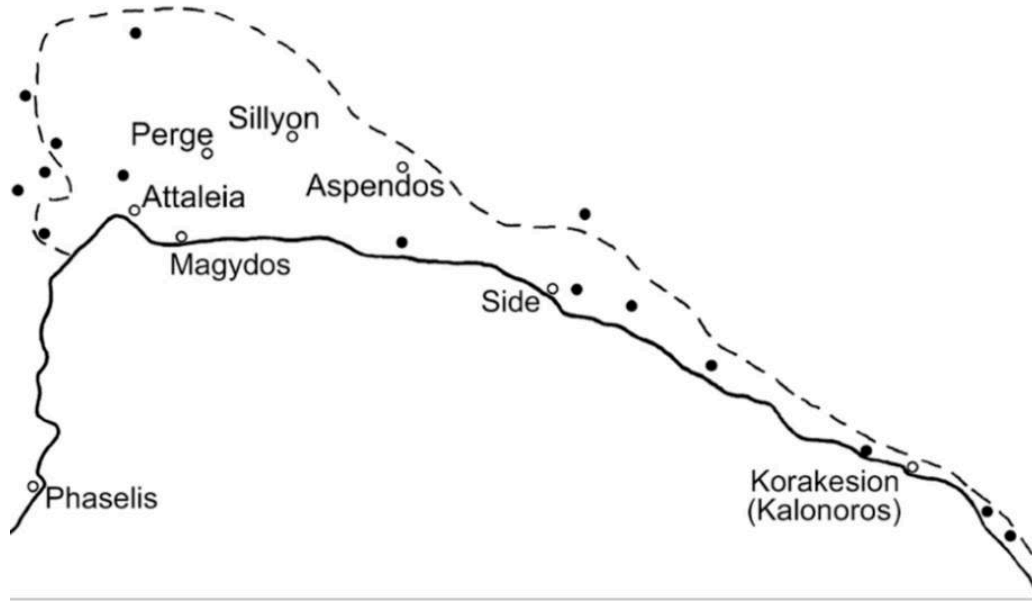 Sillyon
Perge
Aspendos
Attaleia
Magydos
Side
Korakesion
(Kalonoros)
Phaselis